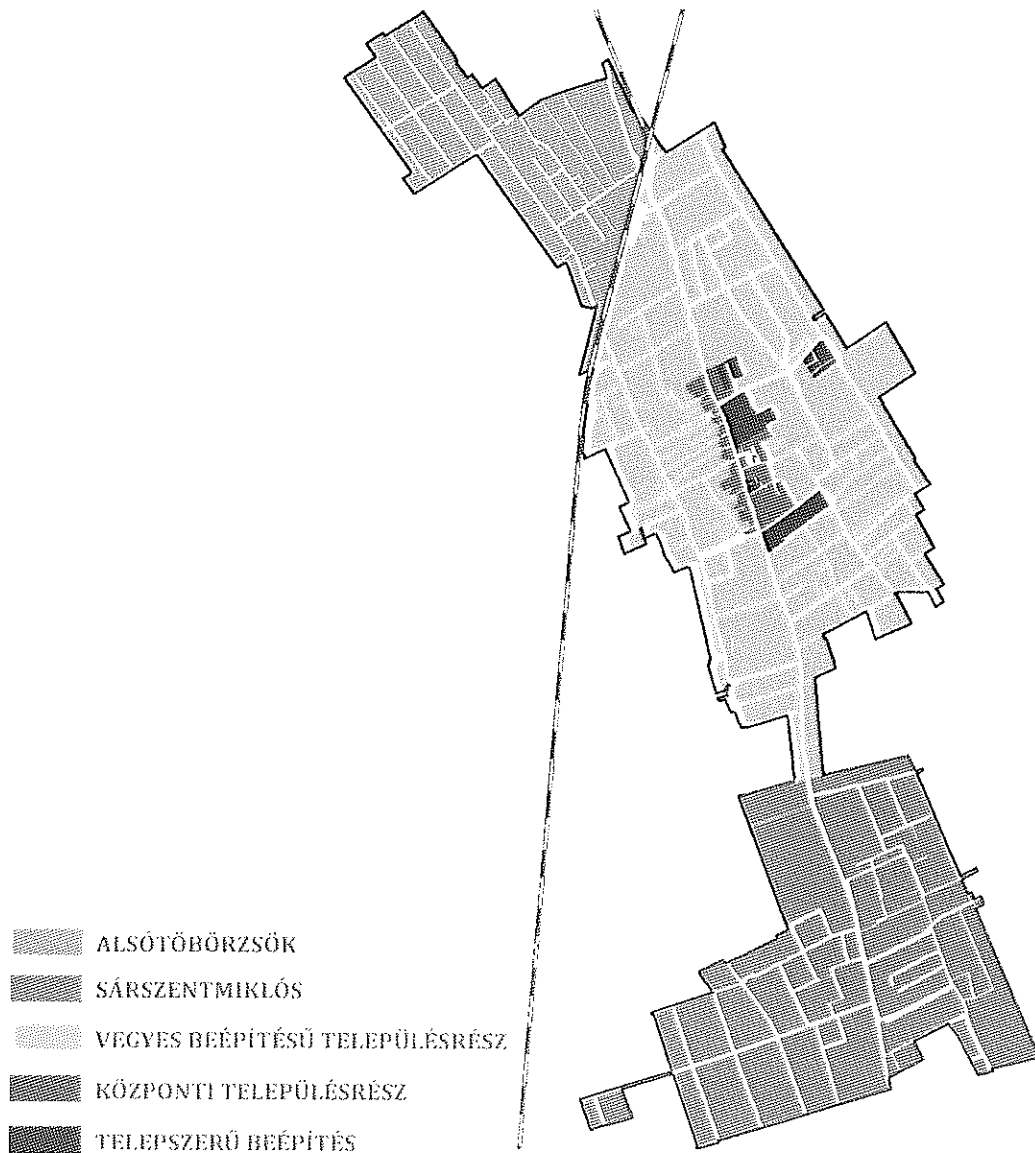 ALSÓTÖBÖRZSÖK
SÁRSZENTMIKLÓS
VEGYES BEÉPÍTÉSŰ TELEPÜLÉSRÉSZ
KÖZPONTI TELEPÜLÉSRÉSZ
TELEPSZERŰ BEÉPÍTÉS